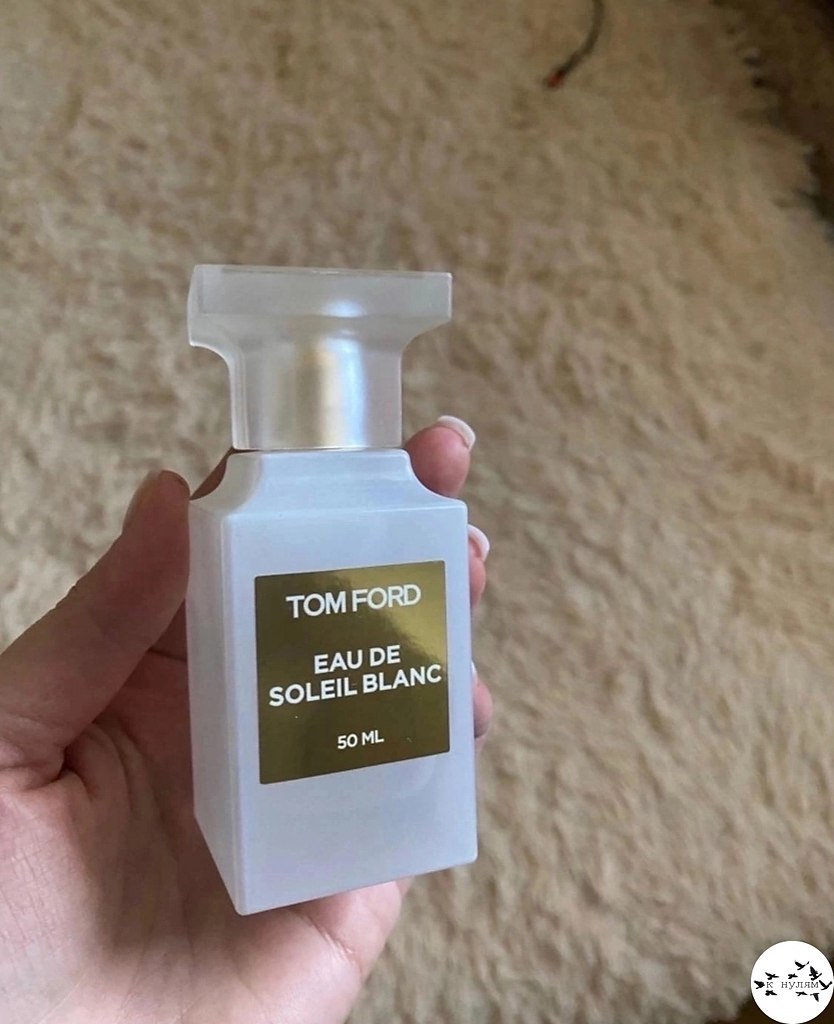 TOM FORD
EAU DE
SOLEIL BLANC
50 ML
к нулям